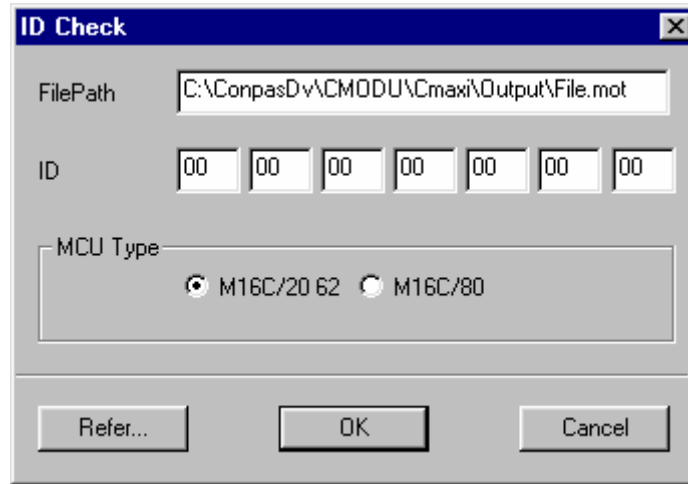 ID Check
FilePath C:\ConpasDv\CMODU\Cmaxi\Output\File.mot
ID 00 00 00 00 00 00 00
MCU Type
M16C/20 62 M16C/80
Refer... OK Cancel